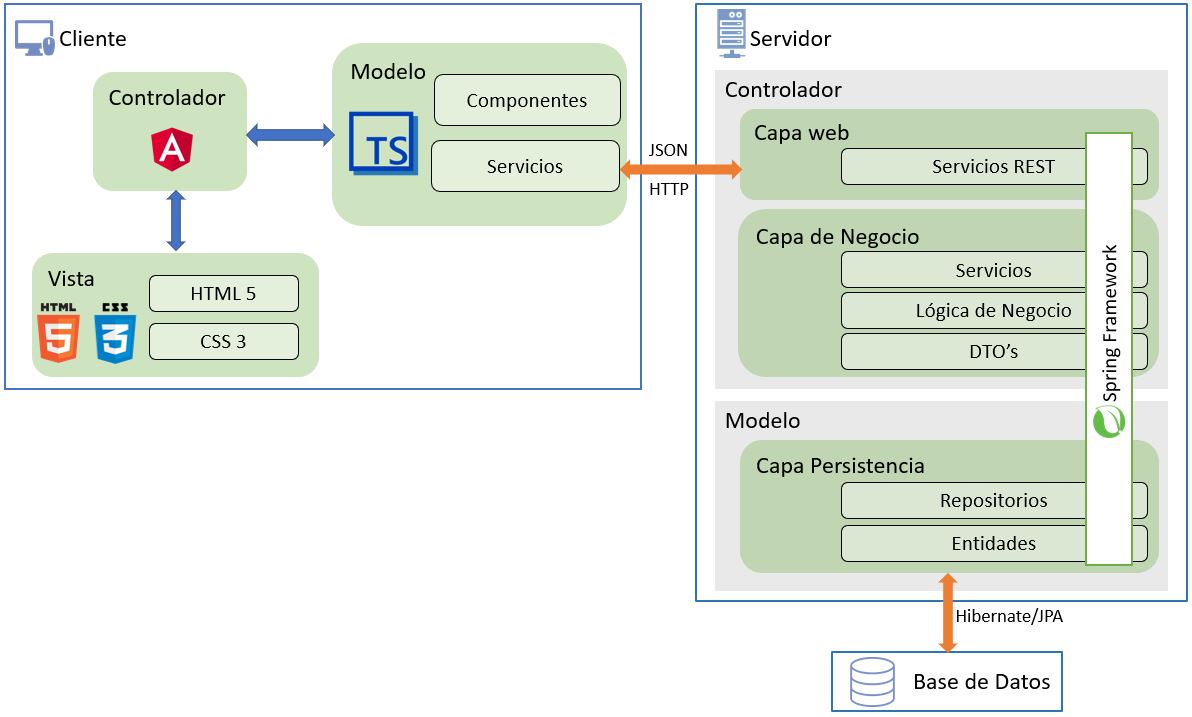 Cliente
Controlador
Modelo
Componentes
TS
Servicios
Vista
HTML
5
CSS
3
HTML 5
CSS 3
JSON
HTTP
Servidor
Controlador
Capa web
Servicios REST
Capa de Negocio
Servicios
Lógica de Negocio
DTO’s
Spring Framework
Modelo
Capa Persistencia
Repositorios
Entidades
Hibernate/JPA
Base de Datos